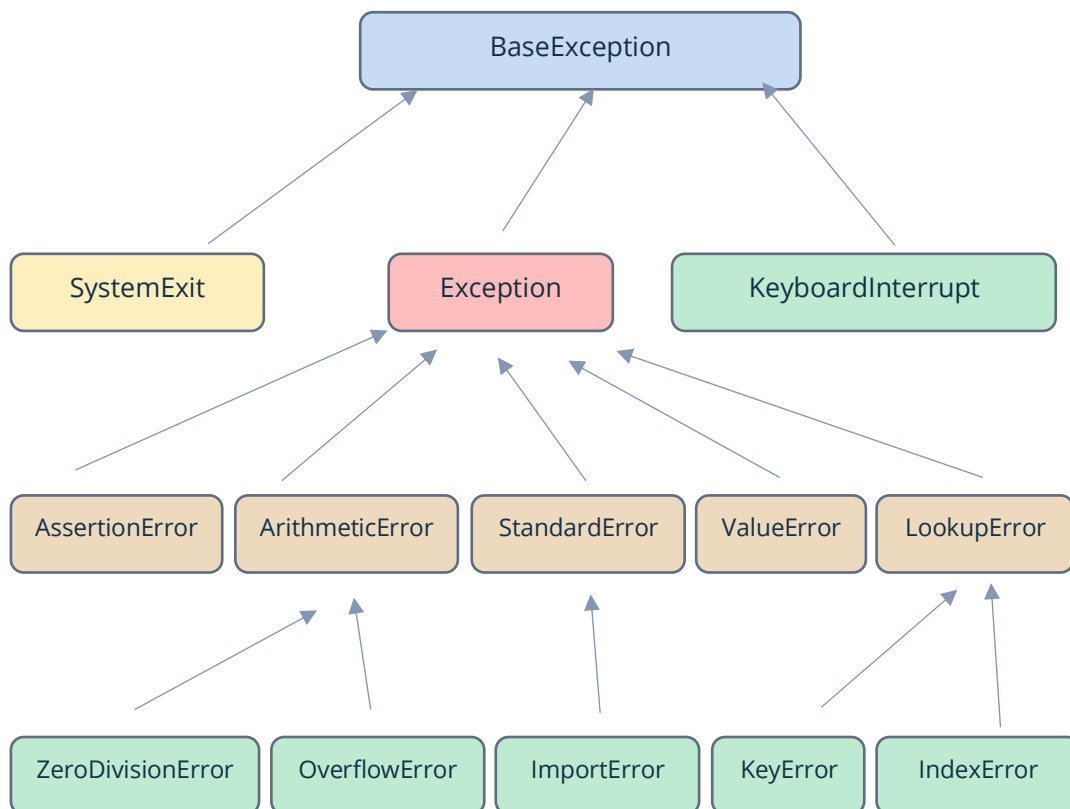 BaseException
SystemExit
Exception
KeyboardInterrupt
AssertionError
ArithmeticError
StandardError
ValueError
LookupError
ZeroDivisionError
OverflowError
ImportError
KeyError
IndexError